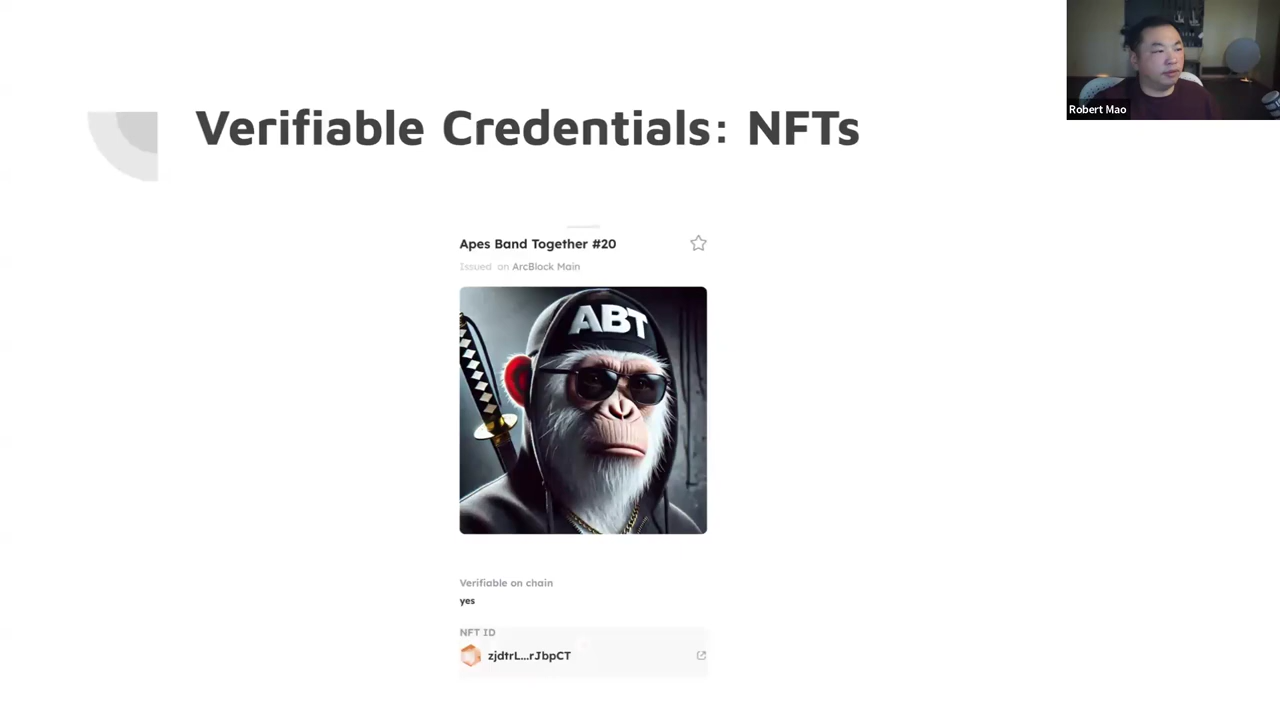 Robert Mao
Verifiable Credentials: NFTs
Apes Band Together #20
Issued on ArcBlock Main
ABT
Verifiable on chain
yes
NFT ID
zjdtrL...rJbpCT